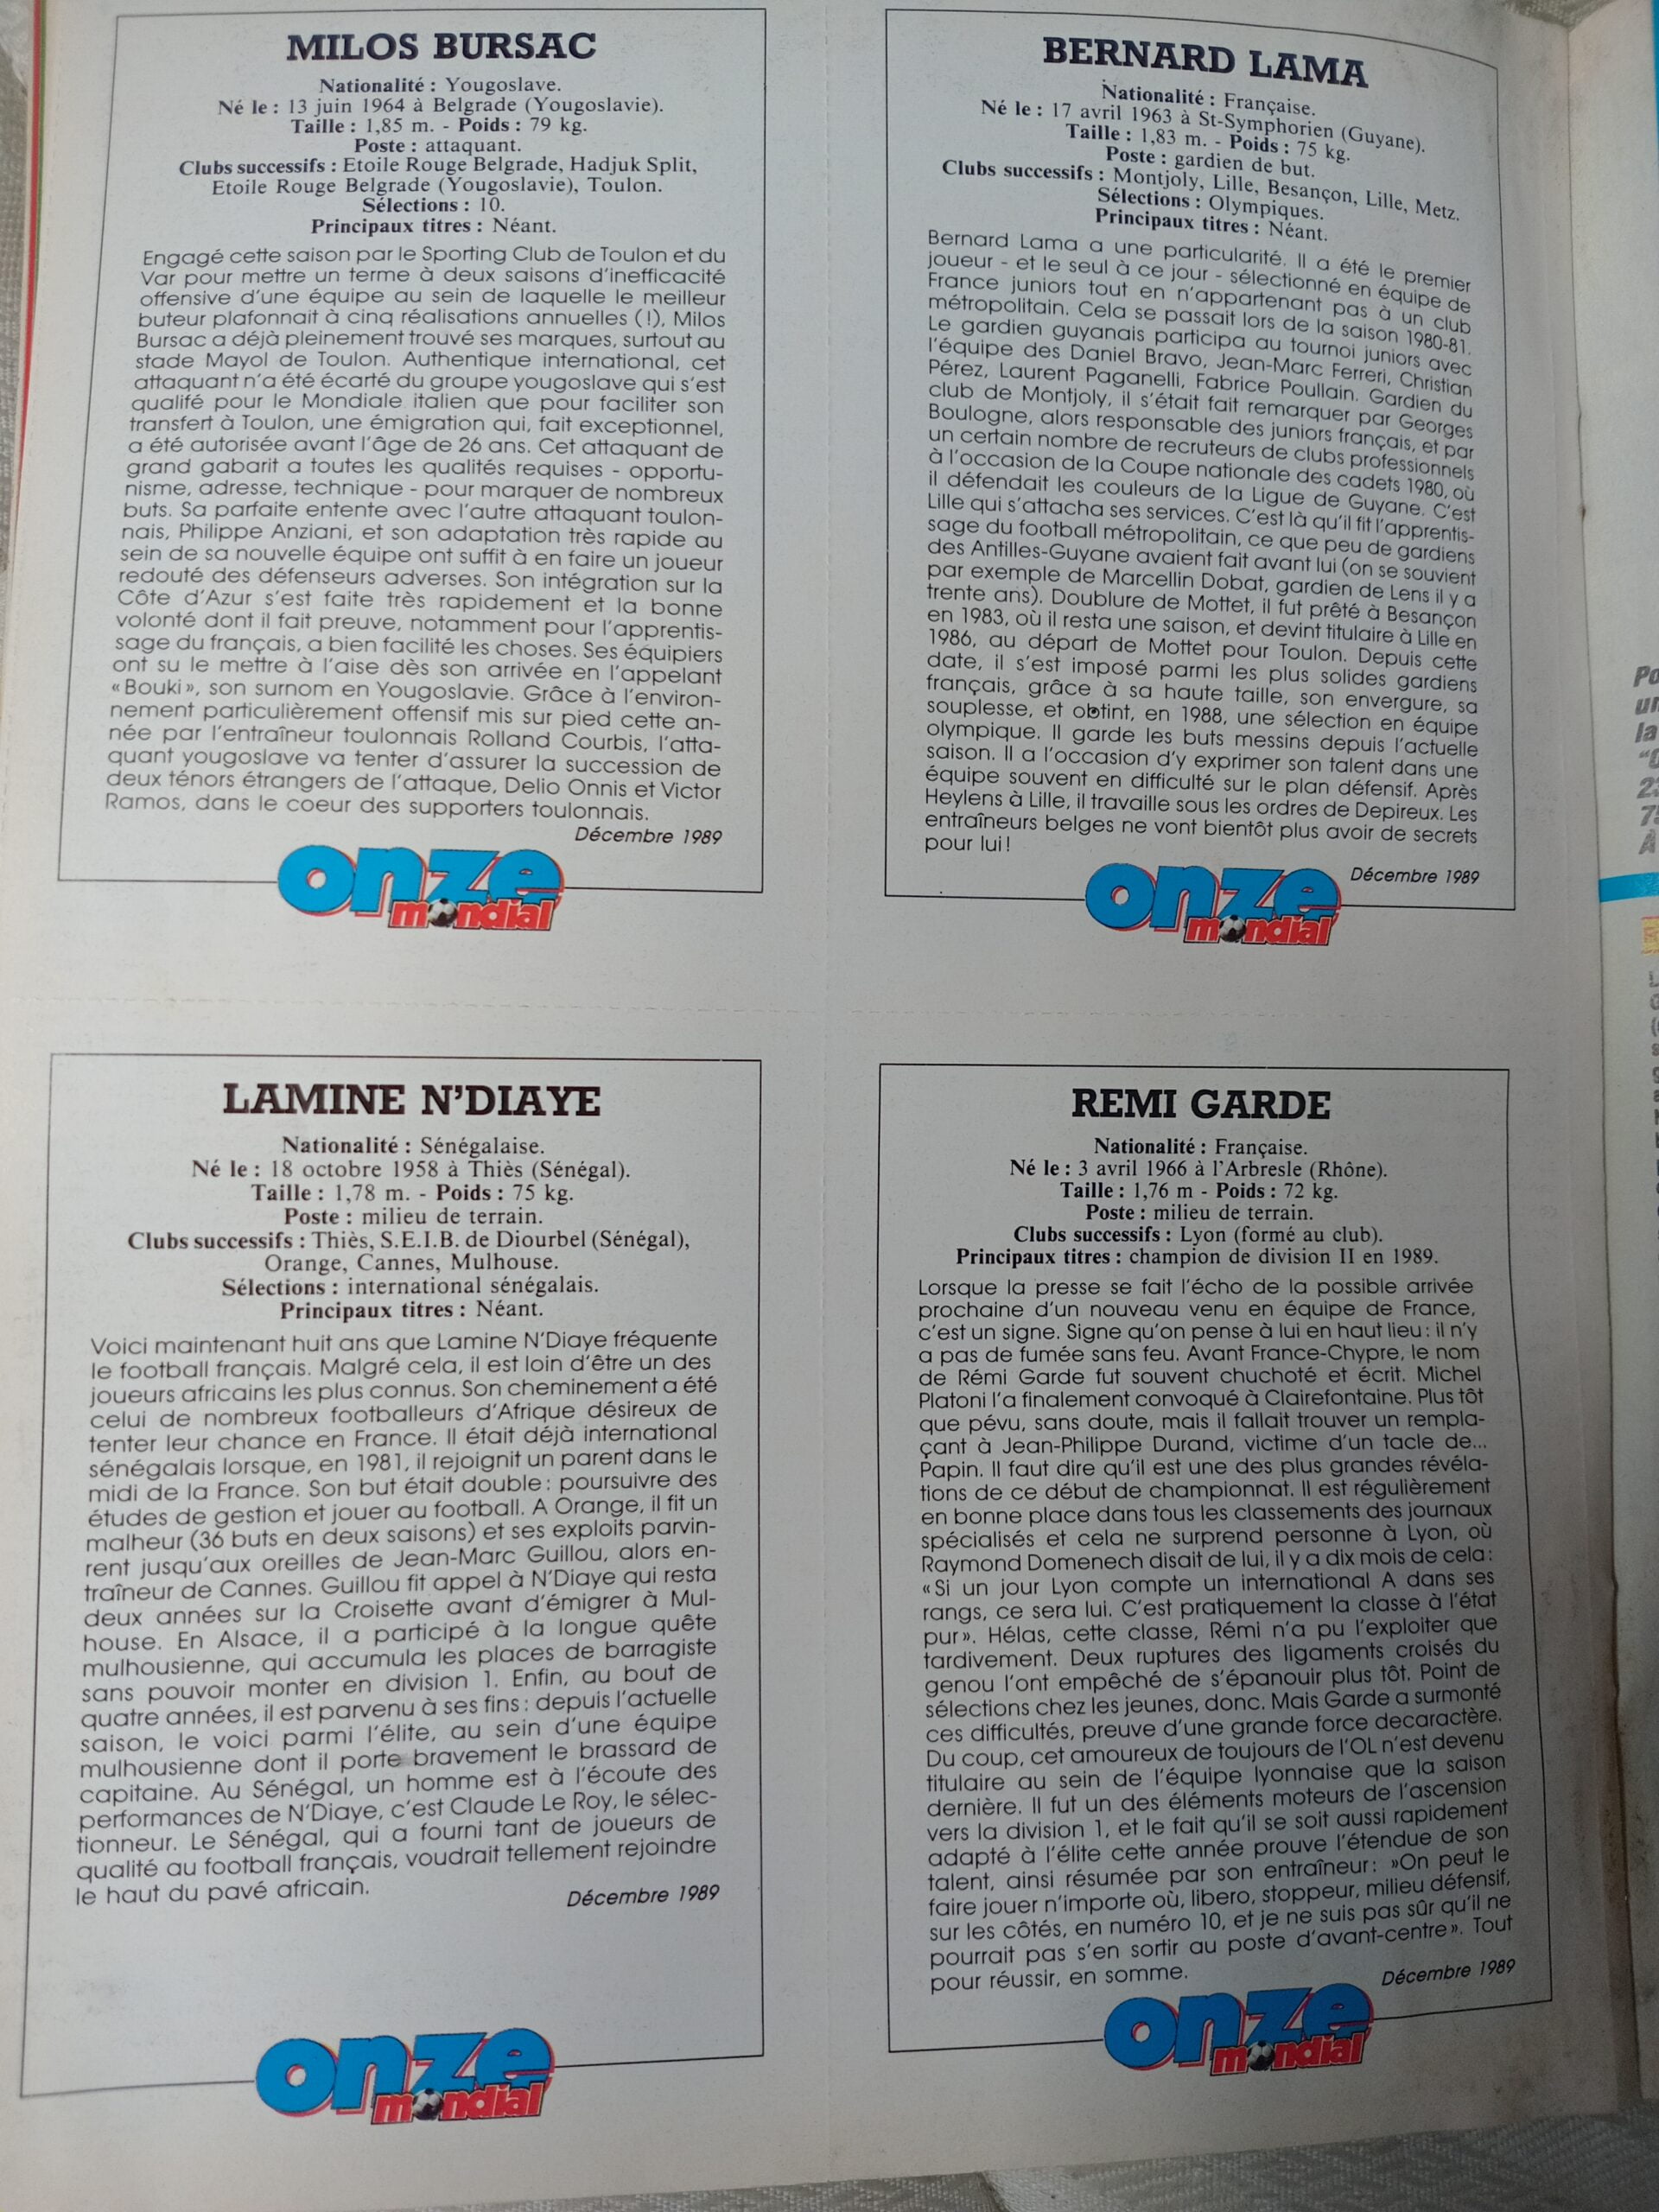 MILOS BURSAC
Nationalité : Yougoslave.
Né le : 13 juin 1964 à Belgrade (Yougoslavie).
Taille : 1,85 m. - Poids : 79 kg.
Poste : attaquant.
Clubs successifs : Etoile Rouge Belgrade, Hadjuk Split,
Etoile Rouge Belgrade (Yougoslavie), Toulon.
Sélections : 10.
Principaux titres : Néant.
Engagé cette saison par le Sporting Club de Toulon et du
Var pour mettre un terme à deux saisons d'inefficacité
offensive d'une équipe au sein de laquelle le meilleur
buteur plafonnait à cinq réalisations annuelles (!), Milos
Bursac a déjà pleinement trouvé ses marques, surtout au
stade Mayol de Toulon. Authentique international, cet
attaquant n'a été écarté du groupe yougoslave qui s'est
qualifé pour le Mondiale italien que pour faciliter son
transfert à Toulon, une émigration qui, fait exceptionnel,
a été autorisée avant l'âge de 26 ans. Cet attaquant de
grand gabarit a toutes les qualités requises - opportu-
nisme, adresse, technique - pour marquer de nombreux
buts. Sa parfaite entente avec l'autre attaquant toulon-
nais, Philippe Anziani, et son adaptation très rapide au
sein de sa nouvelle équipe ont suffit à en faire un joueur
redouté des défenseurs adverses. Son intégration sur la
Côte d'Azur s'est faite très rapidement et la bonne
volonté dont il fait preuve, notamment pour l'apprentis-
sage du français, a bien facilité les choses. Ses équipiers
ont su le mettre à l'aise dès son arrivée en l'appelant
«Bouki», son surnom en Yougoslavie. Grâce à l'environ-
nement particulièrement offensif mis sur pied cette an-
née par l'entraîneur toulonnais Rolland Courbis, l'atta-
quant yougoslave va tenter d'assurer la succession de
deux ténors étrangers de l'attaque, Delio Onnis et Victor
Ramos, dans le coeur des supporters toulonnais.
Décembre 1989
onze
mondial
BERNARD LAMA
Nationalité : Française.
Né le : 17 avril 1963 à St-Symphorien (Guyane).
Taille : 1,83 m. - Poids : 75 kg.
Poste : gardien de but.
Clubs successifs : Montjoly, Lille, Besançon, Lille, Metz.
Sélections : Olympiques.
Principaux titres : Néant.
Bernard Lama a une particularité. Il a été le premier
joueur - et le seul à ce jour - sélectionné en équipe de
France juniors tout en n'appartenant pas à un club
métropolitain. Cela se passait lors de la saison 1980-81.
Le gardien guyanais participa au tournoi juniors avec
l'équipe des Daniel Bravo, Jean-Marc Ferreri, Christian
Pérez, Laurent Paganelli, Fabrice Poullain. Gardien du
club de Montjoly, il s'était fait remarquer par Georges
Boulogne, alors responsable des juniors français, et par
un certain nombre de recruteurs de clubs professionnels
à l'occasion de la Coupe nationale des cadets 1980, où
il défendait les couleurs de la Ligue de Guyane. C'est
Lille qui s'attacha ses services. C'est là qu'il fit l'apprentis-
sage du football métropolitain, ce que peu de gardiens
des Antilles-Guyane avaient fait avant lui (on se souvient
par exemple de Marcellin Dobat, gardien de Lens il y a
trente ans). Doublure de Mottet, il fut prêté à Besançon
en 1983, où il resta une saison, et devint titulaire à Lille en
1986, au départ de Mottet pour Toulon. Depuis cette
date, il s'est imposé parmi les plus solides gardiens
français, grâce à sa haute taille, son envergure, sa
souplesse, et obtint, en 1988, une sélection en équipe
olympique. Il garde les buts messins depuis l'actuelle
saison. Il a l'occasion d'y exprimer son talent dans une
équipe souvent en difficulté sur le plan défensif. Après
Heylens à Lille, il travaille sous les ordres de Depireux. Les
entraîneurs belges ne vont bientôt plus avoir de secrets
pour lui!
Décembre 1989
onze
mondial
LAMINE N'DIAYE
Nationalité : Sénégalaise.
Né le : 18 octobre 1958 à Thiès (Sénégal).
Taille : 1,78 m. - Poids : 75 kg.
Poste : milieu de terrain.
Clubs successifs : Thiès, S.E.I.B. de Diourbel (Sénégal),
Orange, Cannes, Mulhouse.
Sélections : international sénégalais.
Principaux titres : Néant.
Voici maintenant huit ans que Lamine N'Diaye fréquente
le football français. Malgré cela, il est loin d'être un des
joueurs africains les plus connus. Son cheminement a été
celui de nombreux footballeurs d'Afrique désireux de
tenter leur chance en France. Il était déjà international
sénégalais lorsque, en 1981, il rejoignit un parent dans le
midi de la France. Son but était double : poursuivre des
études de gestion et jouer au football. A Orange, il fit un
malheur (36 buts en deux saisons) et ses exploits parvin-
rent jusqu'aux oreilles de Jean-Marc Guillou, alors en-
traîneur de Cannes. Guillou fit appel à N'Diaye qui resta
deux années sur la Croisette avant d'émigrer à Mul-
house. En Alsace, il a participé à la longue quête
mulhousienne, qui accumula les places de barragiste
sans pouvoir monter en division 1. Enfin, au bout de
quatre années, il est parvenu à ses fins : depuis l'actuelle
saison, le voici parmi l'élite, au sein d'une équipe
mulhousienne dont il porte bravement le brassard de
capitaine. Au Sénégal, un homme est à l'écoute des
performances de N'Diaye, c'est Claude Le Roy, le sélec-
tionneur. Le Sénégal, qui a fourni tant de joueurs de
qualité au football français, voudrait tellement rejoindre
le haut du pavé africain.
Décembre 1989
onze
mondial
REMI GARDE
Nationalité : Française.
Né le : 3 avril 1966 à l'Arbresle (Rhône).
Taille : 1,76 m - Poids : 72 kg.
Poste : milieu de terrain.
Clubs successifs : Lyon (formé au club).
Principaux titres : champion de division II en 1989.
Lorsque la presse se fait l'écho de la possible arrivée
prochaine d'un nouveau venu en équipe de France,
c'est un signe. Signe qu'on pense à lui en haut lieu : il n'y
a pas de fumée sans feu. Avant France-Chypre, le nom
de Rémi Garde fut souvent chuchoté et écrit. Michel
Platoni l'a finalement convoqué à Clairefontaine. Plus tôt
que pévu, sans doute, mais il fallait trouver un rempla-
çant à Jean-Philippe Durand, victime d'un tacle de...
Papin. Il faut dire qu'il est une des plus grandes révéla-
tions de ce début de championnat. Il est régulièrement
en bonne place dans tous les classements des journaux
spécialisés et cela ne surprend personne à Lyon, où
Raymond Domenech disait de lui, il y a dix mois de cela :
«Si un jour Lyon compte un international A dans ses
rangs, ce sera lui. C'est pratiquement la classe à l'état
pur». Hélas, cette classe, Rémi n'a pu l'exploiter que
tardivement. Deux ruptures des ligaments croisés du
genou l'ont empêché de s'épanouir plus tôt. Point de
sélections chez les jeunes, donc. Mais Garde a surmonté
ces difficultés, preuve d'une grande force decaractère.
Du coup, cet amoureux de toujours de l'OL n'est devenu
titulaire au sein de l'équipe lyonnaise que la saison
dernière. Il fut un des éléments moteurs de l'ascension
vers la division 1, et le fait qu'il se soit aussi rapidement
adapté à l'élite cette année prouve l'étendue de son
talent, ainsi résumée par son entraîneur : »On peut le
faire jouer n'importe où, libero, stoppeur, milieu défensif,
sur les côtés, en numéro 10, et je ne suis pas sûr qu'il ne
pourrait pas s'en sortir au poste d'avant-centre». Tout
pour réussir, en somme.
Décembre 1989
onze
mondial